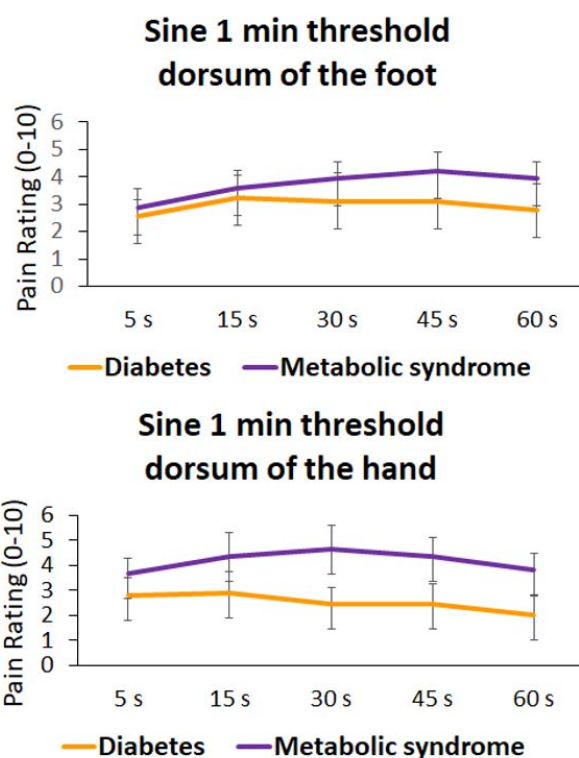 Sine 1 min threshold
dorsum of the foot
Pain Rating (0-10)
6
5
4
3
2
1
0
5 s 15 s 30 s 45 s 60 s
Diabetes Metabolic syndrome
Sine 1 min threshold
dorsum of the hand
Pain Rating (0-10)
6
5
4
3
2
1
0
5 s 15 s 30 s 45 s 60 s
Diabetes Metabolic syndrome